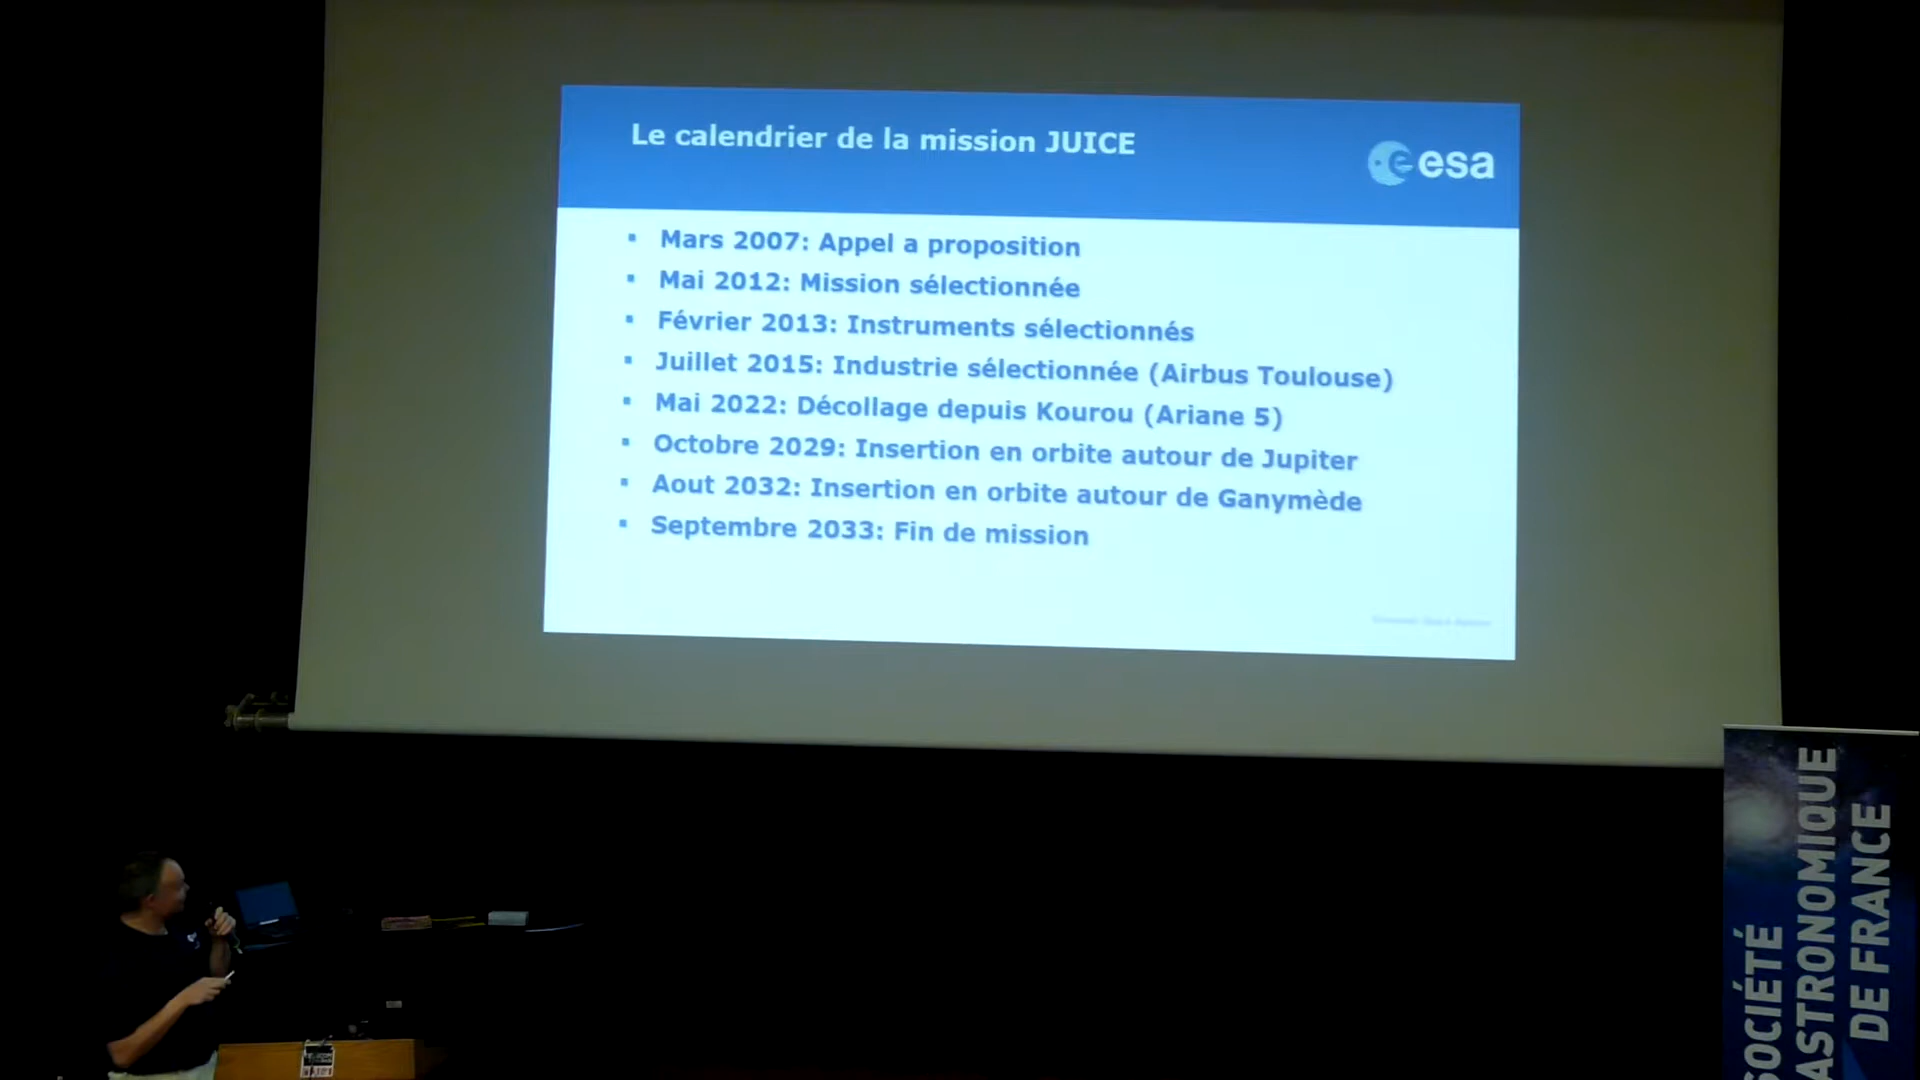 Le calendrier de la mission JUICE
esa
Mars 2007: Appel a proposition
Mai 2012: Mission sélectionnée
Février 2013: Instruments sélectionnés
Juillet 2015: Industrie sélectionnée (Airbus Toulouse)
Mai 2022: Décollage depuis Kourou (Ariane 5)
Octobre 2029: Insertion en orbite autour de Jupiter
Aout 2032: Insertion en orbite autour de Ganymède
Septembre 2033: Fin de mission
SOCIÉTÉ
ASTRONOMIQUE
DE FRANCE